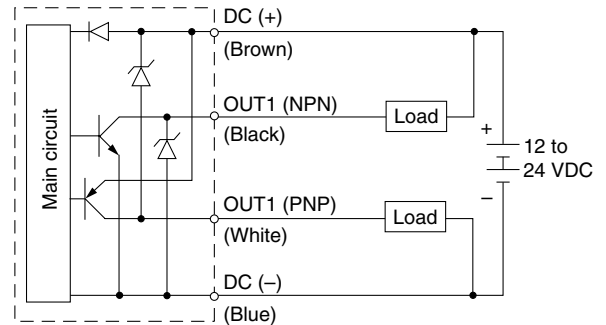 Main circuit
DC (+)
(Brown)
OUT1 (NPN)
(Black)
Load
+
12 to
24 VDC
–
OUT1 (PNP)
(White)
Load
DC (–)
(Blue)